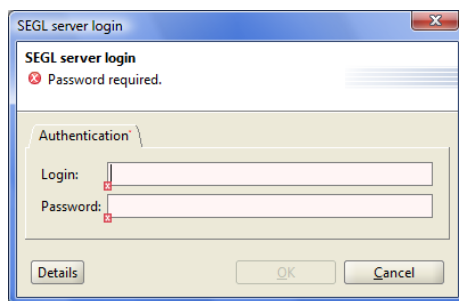 SEGL server login
SEGL server login
Password required.
Authentication*
Login:
Password:
Details
OK
Cancel